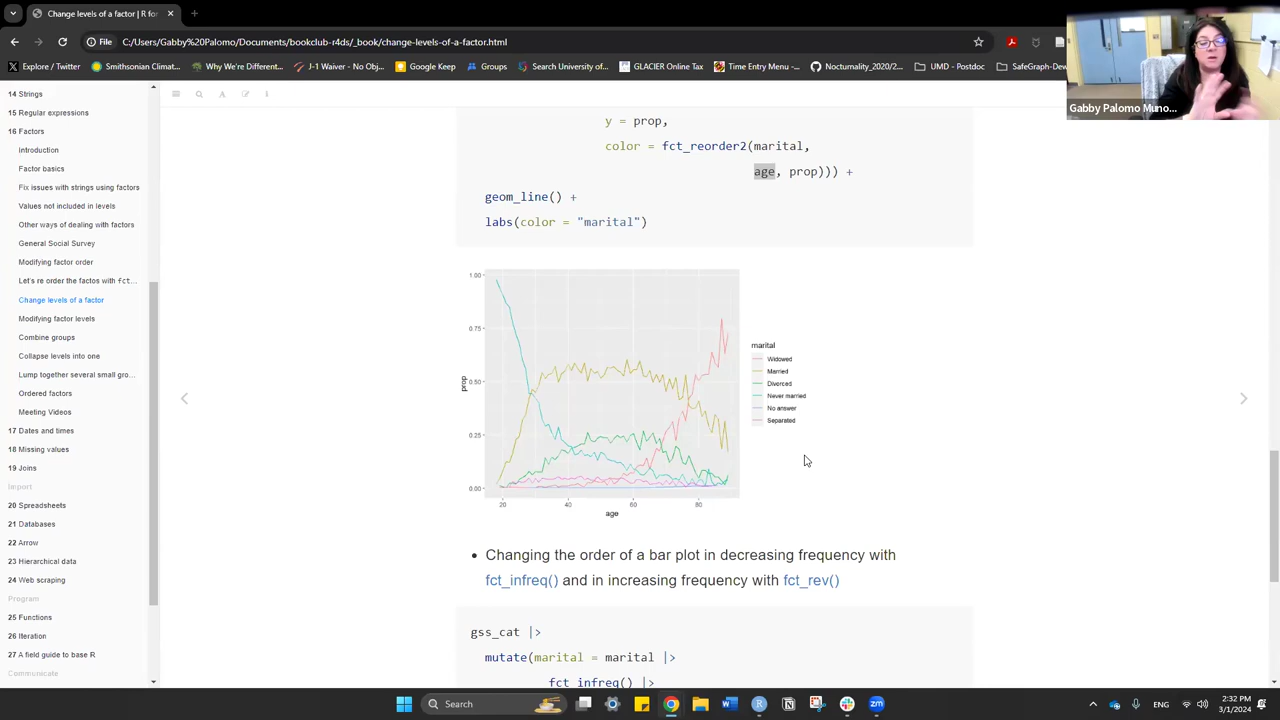 Change levels of a factor | R for
File
C:/Users/Gabby%20Palomo/Documents/bookclub-r4ds/_book/change-levels-of-a-factor.html
Explore / Twitter
Smithsonian Climat...
Why We're Different...
J-1 Waiver - No Obj...
Google Keep
Search University of...
GLACIER Online Tax
Time Entry Menu -...
Nocturnality_2020/2...
UMD - Postdoc
SafeGraph-Dewey
Gabby Palomo Muno...
14 Strings
15 Regular expressions
16 Factors
Introduction
Factor basics
Fix issues with strings using factors
Values not included in levels
Other ways of dealing with factors
General Social Survey
Modifying factor order
Let's re order the factos with fct...
Change levels of a factor
Modifying factor levels
Combine groups
Collapse levels into one
Lump together several small gro...
Ordered factors
Meeting Videos
17 Dates and times
18 Missing values
19 Joins
Import
20 Spreadsheets
21 Databases
22 Arrow
23 Hierarchical data
24 Web scraping
Program
25 Functions
26 Iteration
27 A field guide to base R
Communicate
y = prop,
color = fct_reorder2(marital,
age, prop))) +
geom_line() +
labs(color = "marital")
1.00
0.75
0.50
0.25
0.00
prop
20 40 60 80
age
marital
Widowed
Married
Divorced
Never married
No answer
Separated
• Changing the order of a bar plot in decreasing frequency with
fct_infreq() and in increasing frequency with fct_rev()
gss_cat |>
mutate(marital = marital |>
fct_infreq() |>
Search
ENG
2:32 PM
3/1/2024